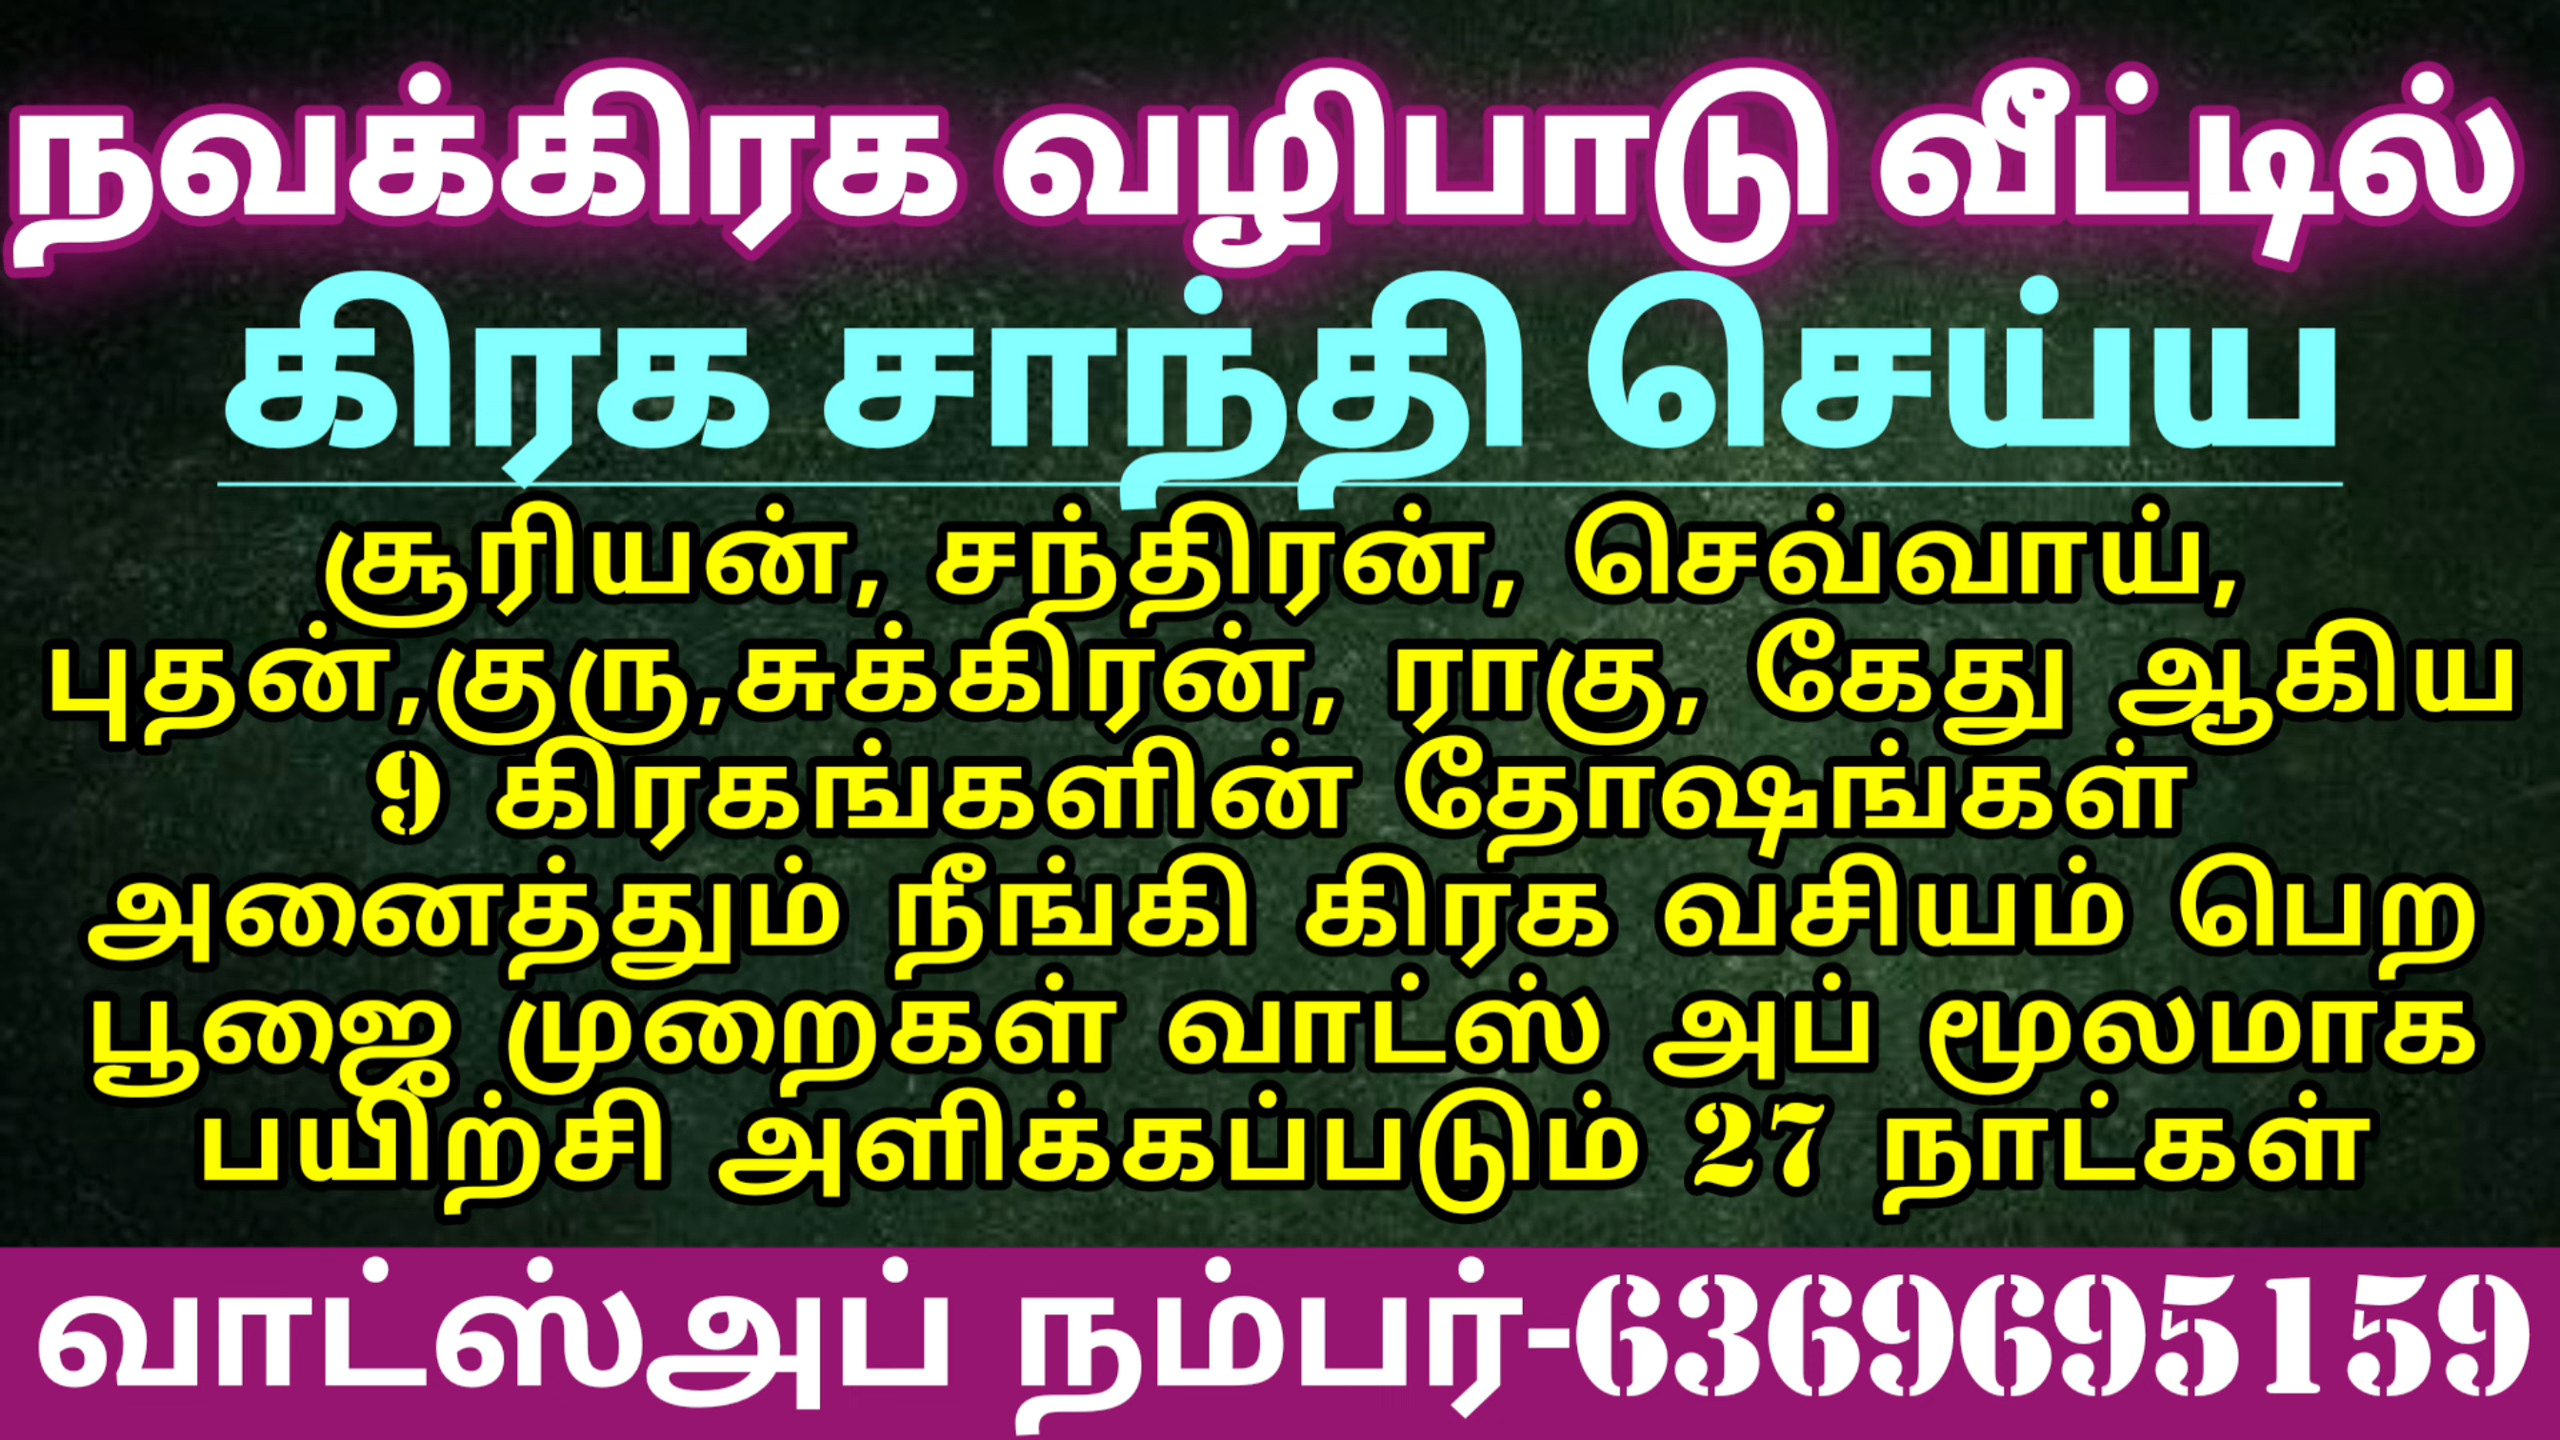 நவக்கிரக வழிபாடு வீட்டில்
கிரக சாந்தி செய்ய
சூரியன், சந்திரன், செவ்வாய்,
புதன்,குரு,சுக்கிரன், ராகு, கேது ஆகிய
9 கிரகங்களின் தோஷங்கள்
அனைத்தும் நீங்கி கிரக வசியம் பெற
பூஜை முறைகள் வாட்ஸ் அப் மூலமாக
பயிற்சி அளிக்கப்படும் 27 நாட்கள்
வாட்ஸ்அப் நம்பர்-6369695159